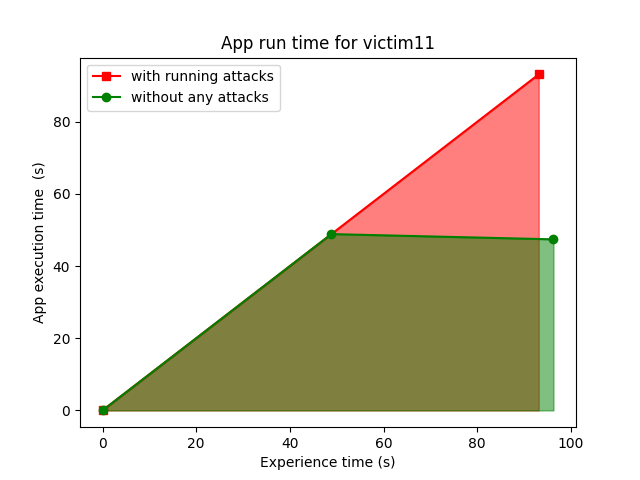 App run time for victim11
with running attacks
without any attacks
App execution time  (s)
80
60
40
20
0
0 20 40 60 80 100
Experience time (s)